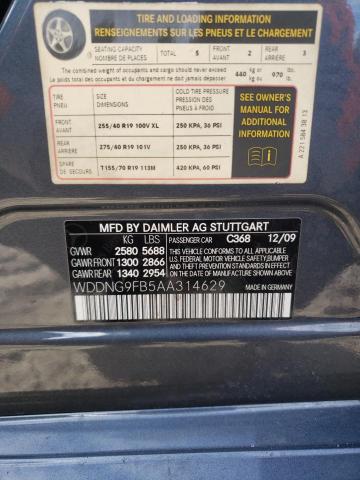 TIRE AND LOADING INFORMATION
RENSEIGNEMENTS SUR LES PNEUS ET LE CHARGEMENT
SEATING CAPACITY
NOMBRE DE PLACES
TOTAL 5
FRONT AVANT 2
REAR ARRIÈRE 3
The combined weight of occupants and cargo should never exceed
Le poids total des occupants et du chargement ne doit jamais dépasser
440 kg or kg ou 970 lbs. lb.
TIRE PNEU
SIZE DIMENSIONS
COLD TIRE PRESSURE
PRESSION DES PNEUS À FROID
FRONT AVANT 255/40 R19 100V XL 250 KPA, 36 PSI
REAR ARRIÈRE 275/40 R19 101V 250 KPA, 36 PSI
SPARE DE SECOURS T155/70 R19 113M 420 KPA, 60 PSI
SEE OWNER'S
MANUAL FOR
ADDITIONAL
INFORMATION
A 221 584 38 13
MFD BY DAIMLER AG STUTTGART
KG LBS PASSENGER CAR C368 12/09
GVWR 2580 5688
GAWR FRONT 1300 2866
GAWR REAR 1340 2954
THIS VEHICLE CONFORMS TO ALL APPLICABLE
U.S. FEDERAL MOTOR VEHICLE SAFETY, BUMPER,
AND THEFT PREVENTION STANDARDS IN
EFFECT ON THE DATE OF
MANUFACTURE SHOWN ABOVE.
WDDNG9FB5AA314629